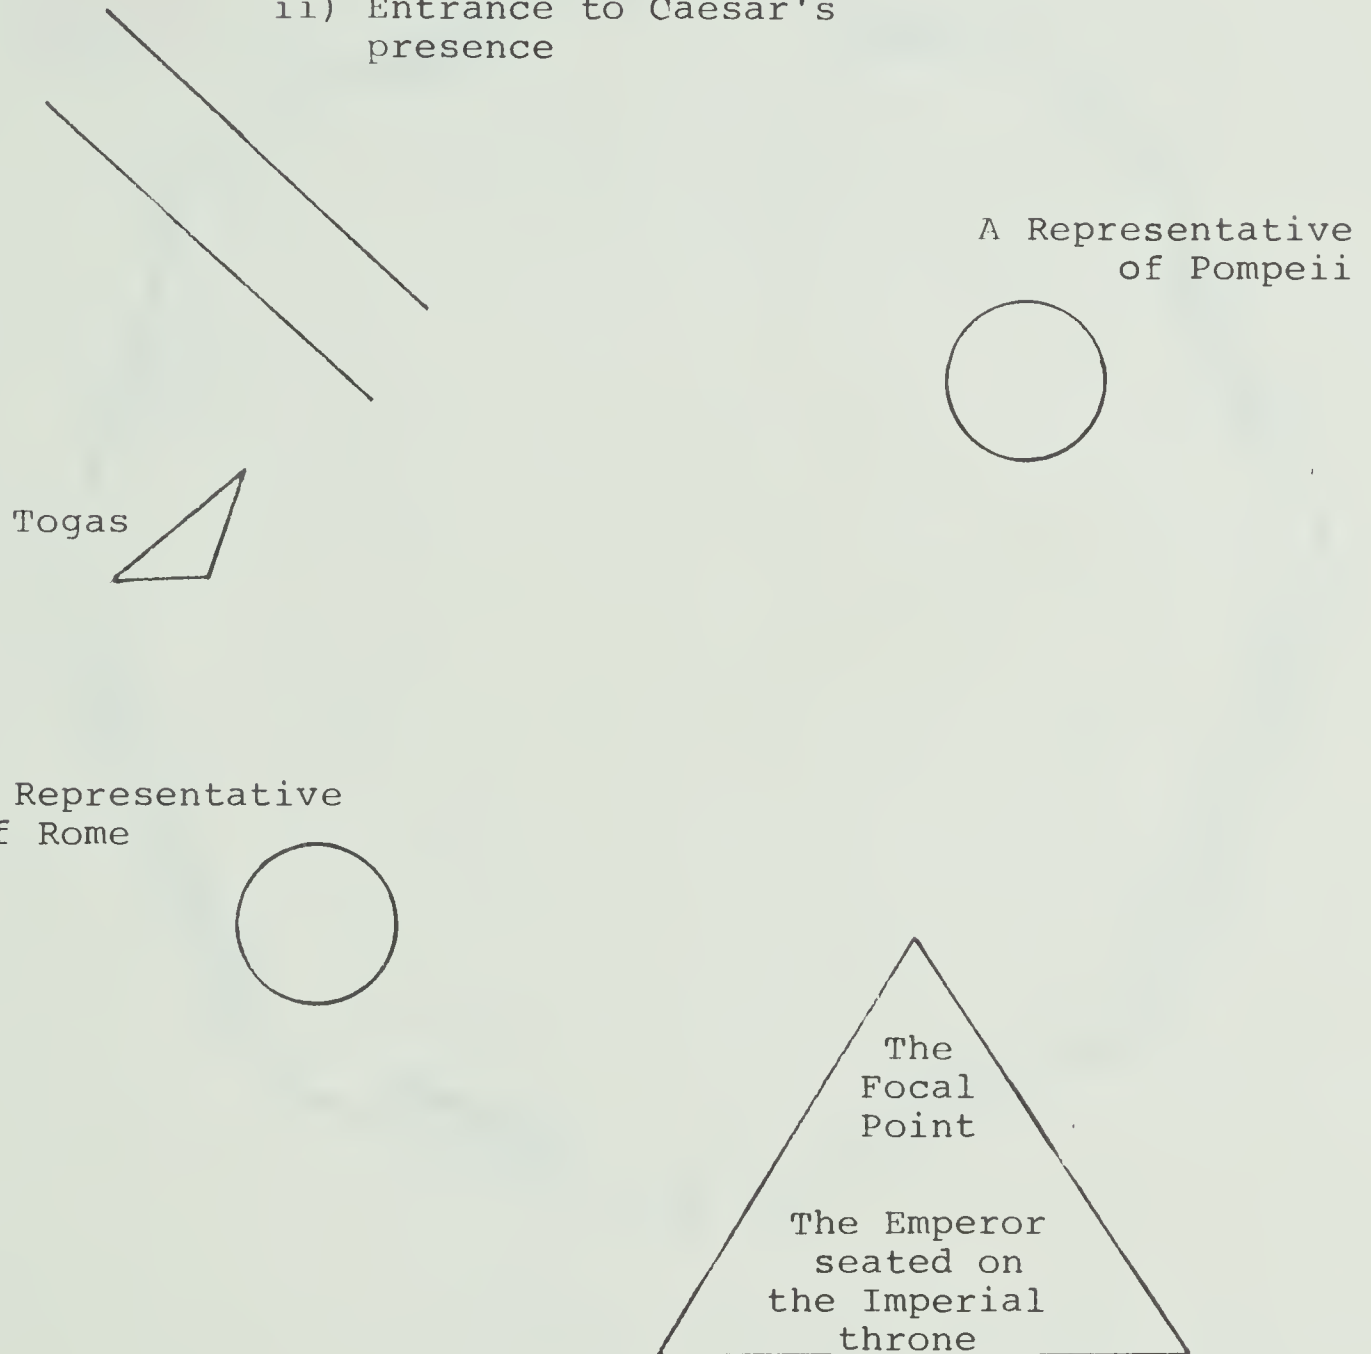 ii) Entrance to Caesar's
presence
A Representative
of Pompeii
Togas
Representative
f Rome
The
Focal
Point
The Emperor
seated on
the Imperial
throne